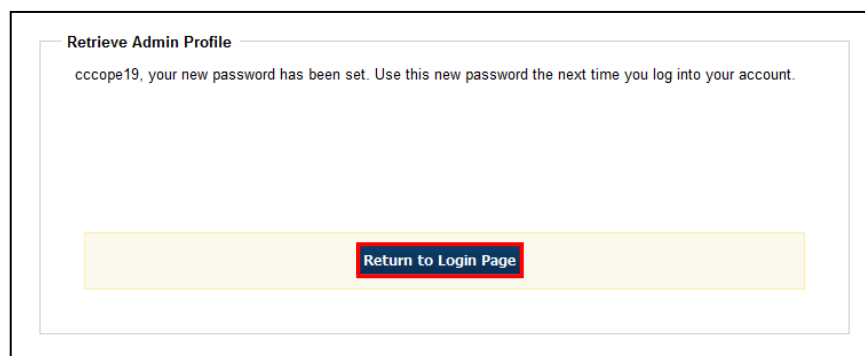 Retrieve Admin Profile
cccope19, your new password has been set. Use this new password the next time you log into your account.
Return to Login Page